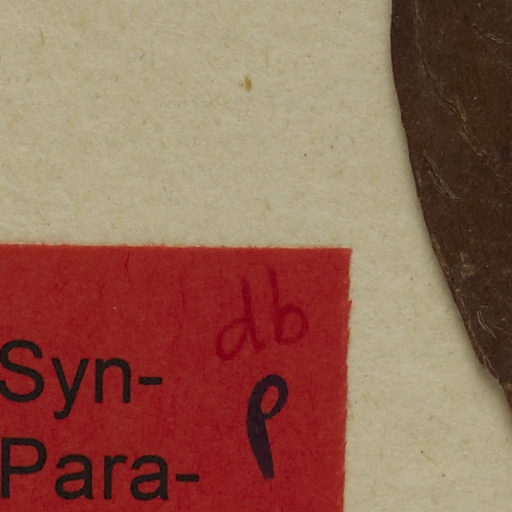 db
Syn-
p
Para-